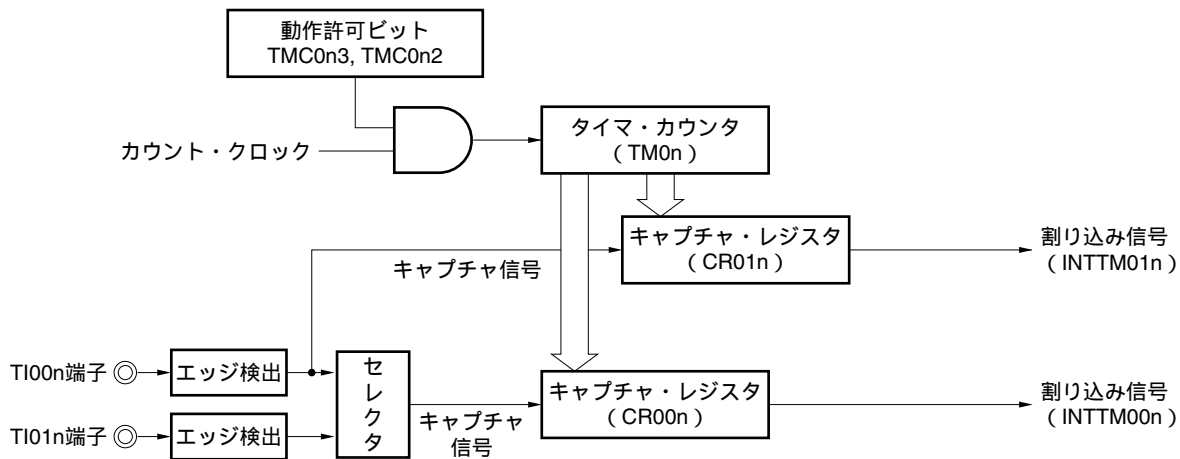 動作許可ビット
TMC0n3, TMC0n2
カウント・クロック
タイマ・カウンタ
（TM0n）
キャプチャ・レジスタ
（CR01n）
割り込み信号
（INTTM01n）
キャプチャ信号
TI00n端子
エッジ検出
セレクタ
キャプチャ・レジスタ
（CR00n）
割り込み信号
（INTTM00n）
キャプチャ
信号
TI01n端子
エッジ検出